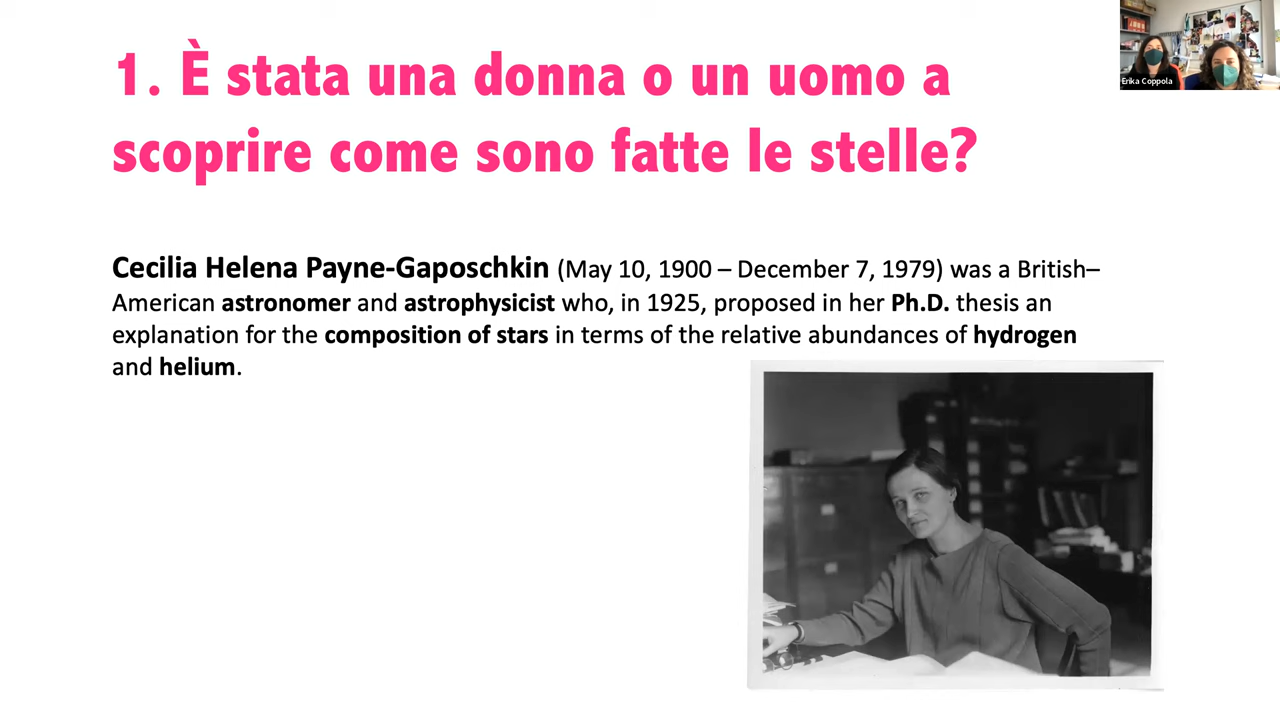 1. È stata una donna o un uomo a
scoprire come sono fatte le stelle?
Cecilia Helena Payne-Gaposchkin (May 10, 1900 – December 7, 1979) was a British–
American astronomer and astrophysicist who, in 1925, proposed in her Ph.D. thesis an
explanation for the composition of stars in terms of the relative abundances of hydrogen
and helium.
Erika Coppola